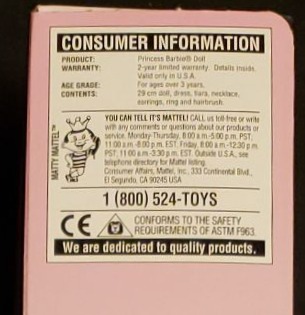 CONSUMER INFORMATION
PRODUCT: Princess Barbie® Doll
WARRANTY: 2-year limited warranty. Details inside.
Valid only in U.S.A.
AGE GRADE: For ages over 3 years.
CONTENTS: 29 cm doll, dress, tiara, necklace,
earrings, ring and hairbrush.
MATTY MATTEL™
YOU CAN TELL IT'S MATTEL! CALL us toll-free or write
with any comments or questions about our products or
service, Monday-Thursday, 8:00 a.m.-5:00 p.m. PST;
11:00 a.m.-8:00 p.m. EST, Friday, 8:00 a.m.-12:30 p.m.
PST; 11:00 a.m.-3:30 p.m. EST. Outside U.S.A., see
telephone directory for Mattel listing.
Consumer Affairs, Mattel, Inc., 333 Continental Blvd.,
El Segundo, CA 90245 USA
1 (800) 524-TOYS
CE CONFORMS TO THE SAFETY
REQUIREMENTS OF ASTM F963.
We are dedicated to quality products.